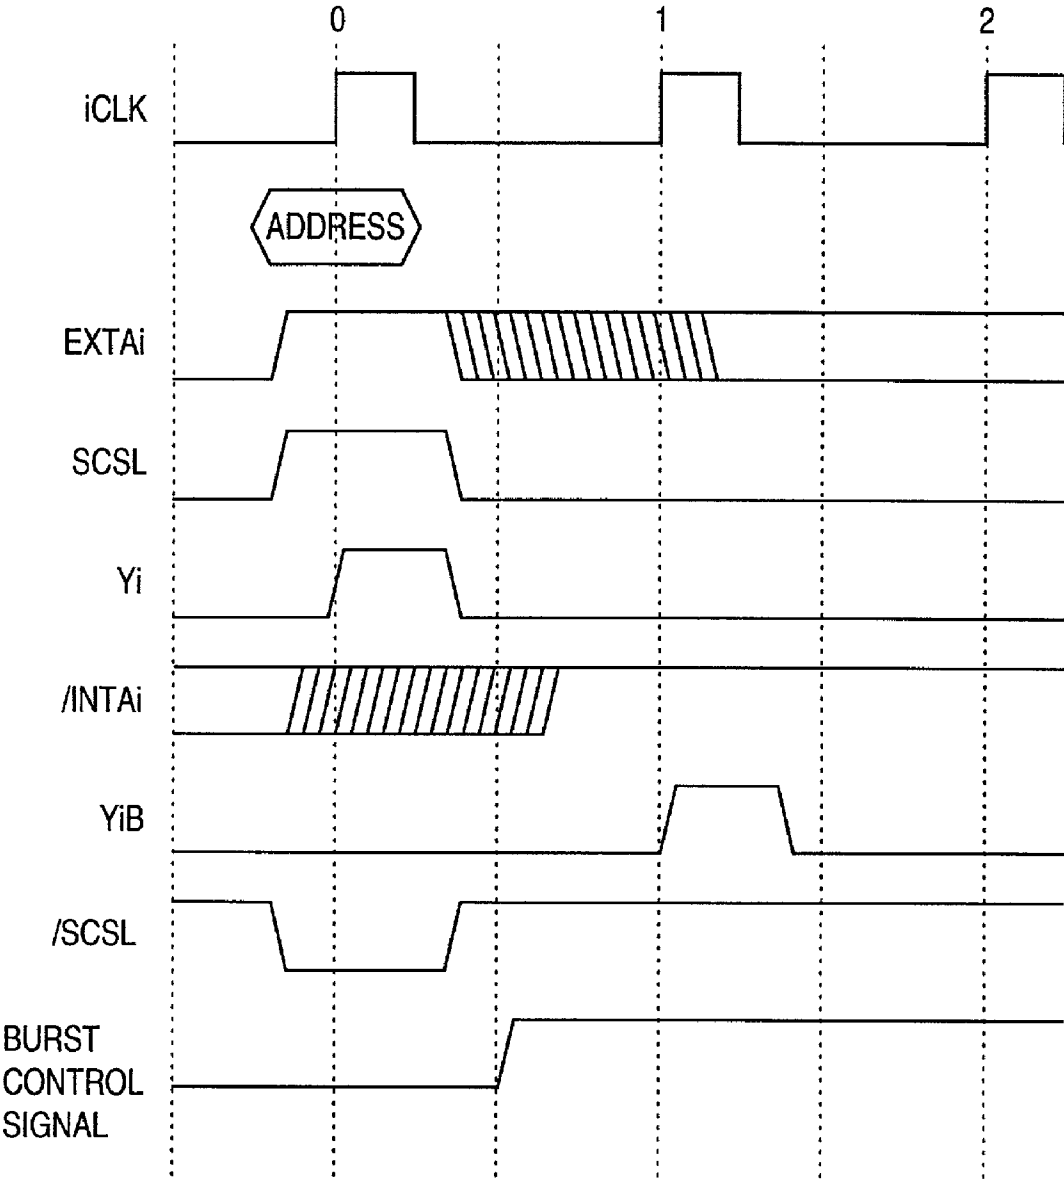 0 1 2
iCLK
ADDRESS
EXTAi
SCSL
Yi
/INTAi
YiB
/SCSL
BURST
CONTROL
SIGNAL